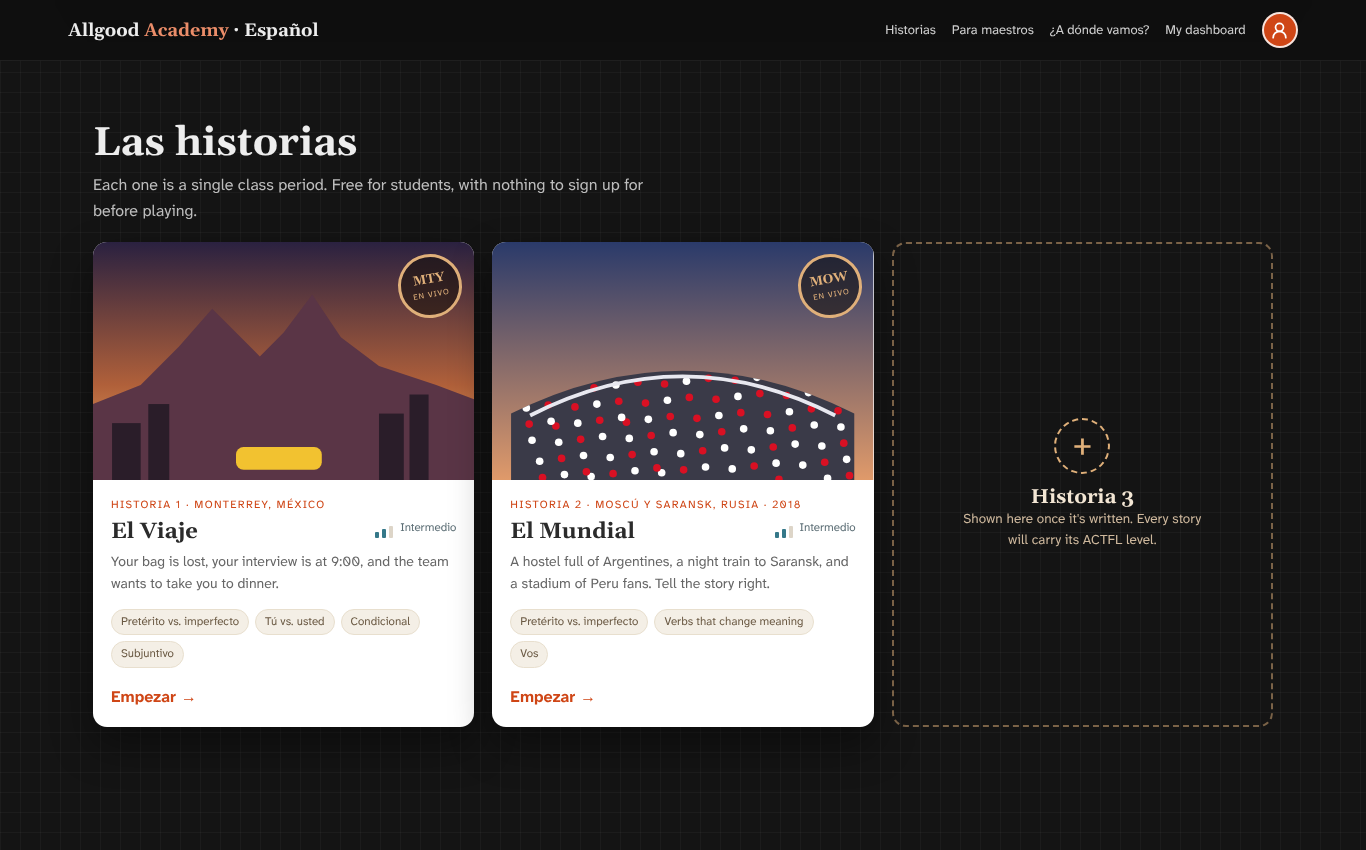 Allgood Academy · Español
Historias
Para maestros
¿A dónde vamos?
My dashboard
Las historias
Each one is a single class period. Free for students, with nothing to sign up for
before playing.
MTY
EN VIVO
HISTORIA 1 · MONTERREY, MÉXICO
El Viaje
Intermedio
Your bag is lost, your interview is at 9:00, and the team
wants to take you to dinner.
Pretérito vs. imperfecto
Tú vs. usted
Condicional
Subjuntivo
Empezar →
MOW
EN VIVO
HISTORIA 2 · MOSCÚ Y SARANSK, RUSIA · 2018
El Mundial
Intermedio
A hostel full of Argentines, a night train to Saransk, and
a stadium of Peru fans. Tell the story right.
Pretérito vs. imperfecto
Verbs that change meaning
Vos
Empezar →
+
Historia 3
Shown here once it's written. Every story
will carry its ACTFL level.